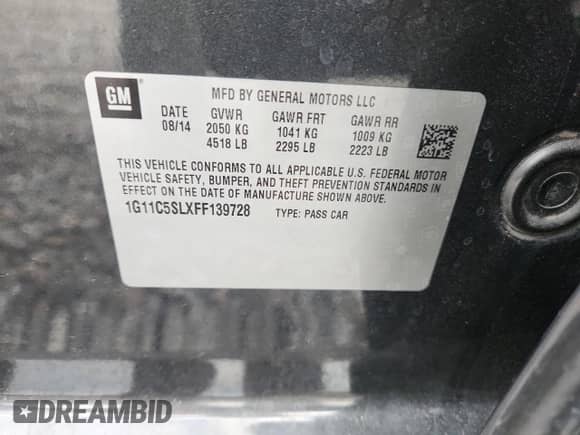 GM
MFD BY GENERAL MOTORS LLC
DATE GVWR GAWR FRT GAWR RR
08/14 2050 KG 1041 KG 1009 KG
4518 LB 2295 LB 2223 LB
THIS VEHICLE CONFORMS TO ALL APPLICABLE U.S. FEDERAL MOTOR
VEHICLE SAFETY, BUMPER, AND THEFT PREVENTION STANDARDS IN
EFFECT ON THE DATE OF MANUFACTURE SHOWN ABOVE.
1G11C5SLXFF139728 TYPE: PASS CAR
DREAMBID